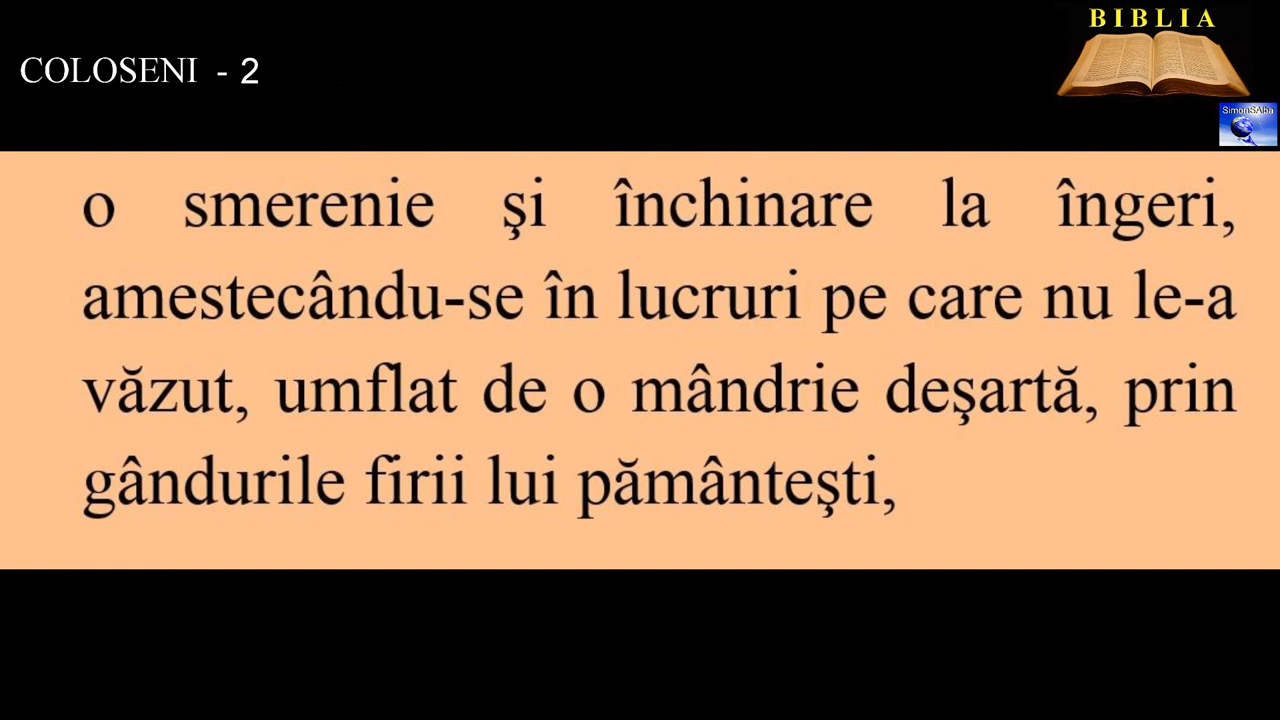 BIBLIA
COLOSENI - 2
SimonSAlba
o smerenie şi închinare la îngeri,
amestecându-se în lucruri pe care nu le-a
văzut, umflat de o mândrie deşartă, prin
gândurile firii lui pământeşti,